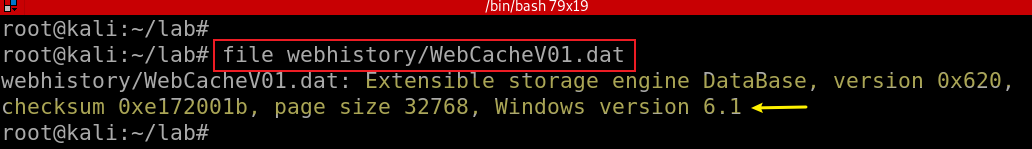 /bin/bash 79x19
root@kali:~/lab#
root@kali:~/lab# file webhistory/WebCacheV01.dat
webhistory/WebCacheV01.dat: Extensible storage engine DataBase, version 0x620,
checksum 0xe172001b, page size 32768, Windows version 6.1
root@kali:~/lab#